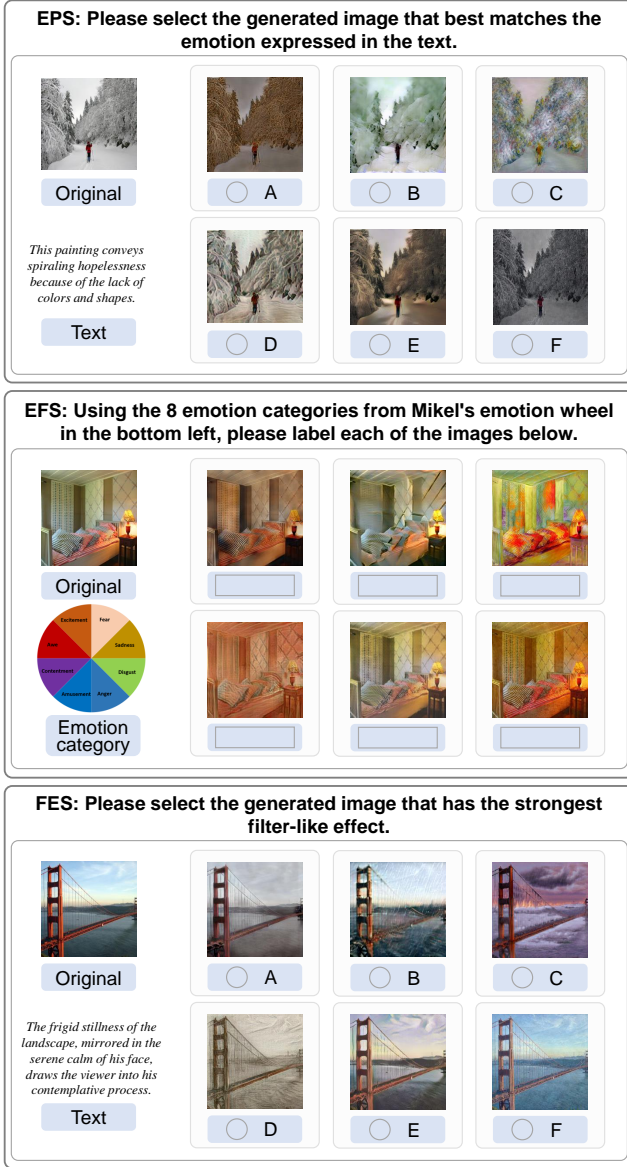 EPS: Please select the generated image that best matches the
emotion expressed in the text.
Original
A
B
C
This painting conveys
spiraling hopelessness
because of the lack of
colors and shapes.
Text
D
E
F
EFS: Using the 8 emotion categories from Mikel's emotion wheel
in the bottom left, please label each of the images below.
Original
Excitement
Fear
Sadness
Contentment
Disgust
Amusement
Anger
Emotion
category
FES: Please select the generated image that has the strongest
filter-like effect.
Original
A
B
C
The frigid stillness of the
landscape, mirrored in the
serene calm of his face,
draws the viewer into his
contemplative process.
Text
D
E
F